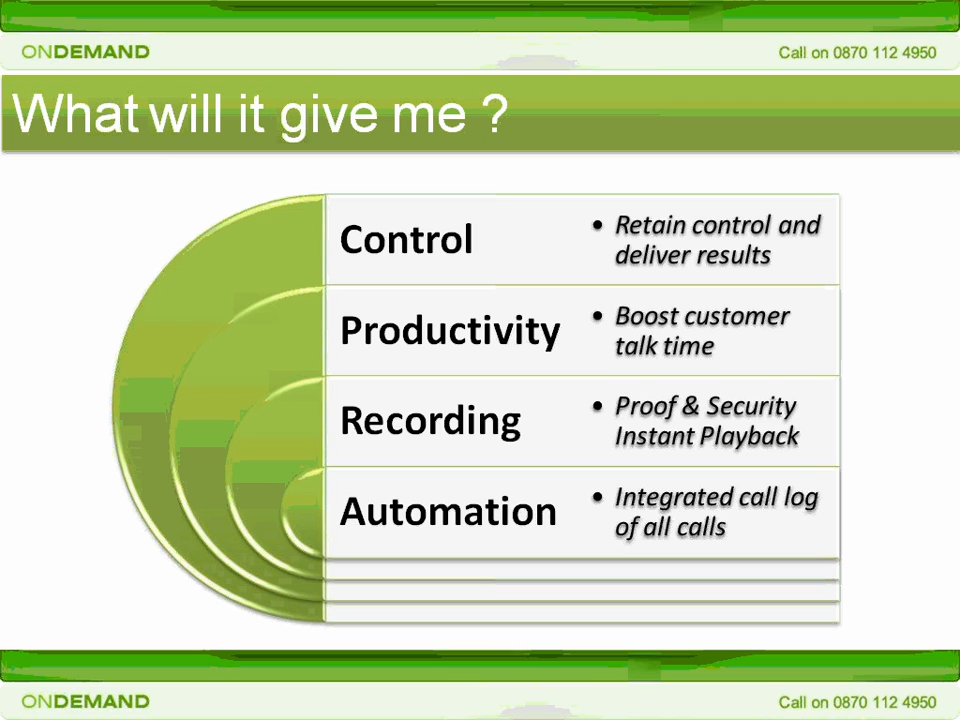 ONDEMAND
Call on 0870 112 4950
What will it give me ?
Control
• Retain control and
deliver results
Productivity
• Boost customer
talk time
Recording
• Proof & Security
Instant Playback
Automation
• Integrated call log
of all calls
ONDEMAND
Call on 0870 112 4950